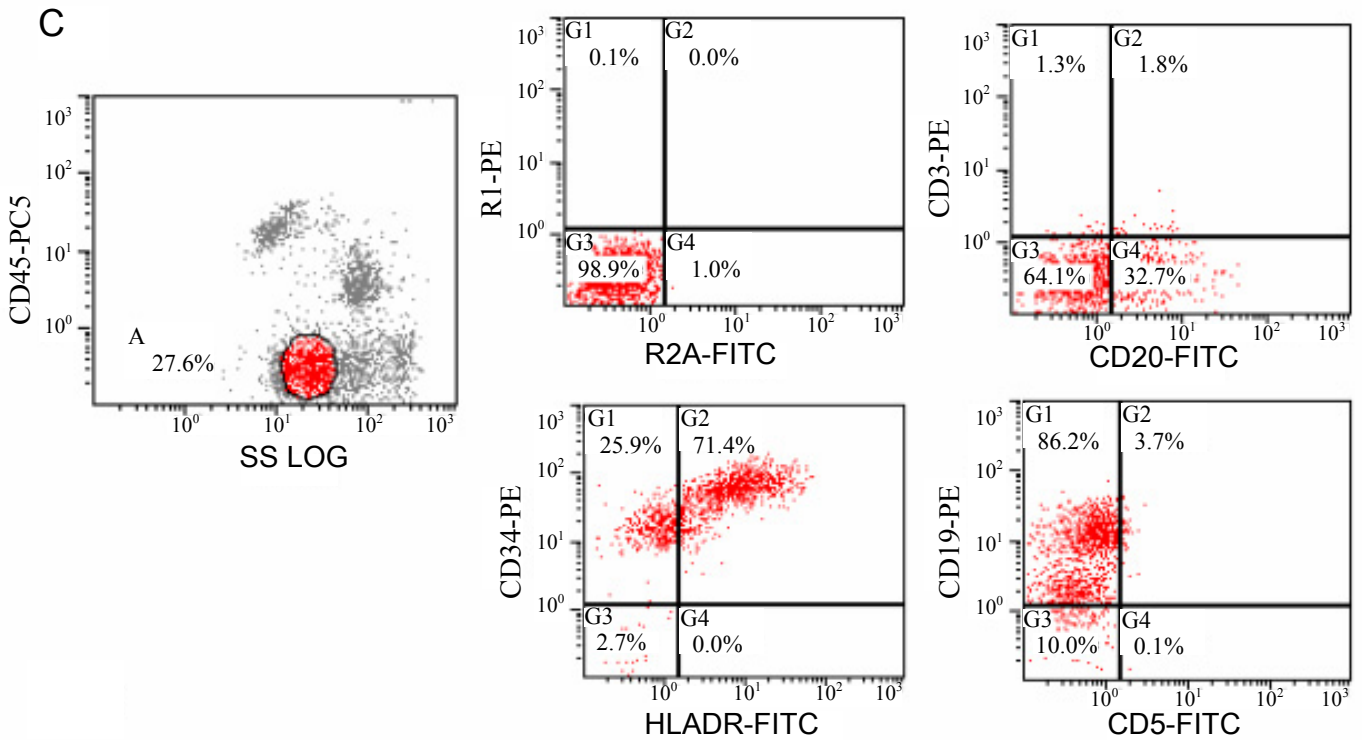 C
10³
10²
10¹
10⁰
CD45-PC5
A
27.6%
10⁰ 10¹ 10² 10³
SS LOG
10³
10²
10¹
10⁰
R1-PE
G1 G2
0.1% 0.0%
G3 G4
98.9% 1.0%
10⁰ 10¹ 10² 10³
R2A-FITC
10³
10²
10¹
10⁰
CD3-PE
G1 G2
1.3% 1.8%
G3 G4
64.1% 32.7%
10⁰ 10¹ 10² 10³
CD20-FITC
10³
10²
10¹
10⁰
CD34-PE
G1 G2
25.9% 71.4%
G3 G4
2.7% 0.0%
10⁰ 10¹ 10² 10³
HLADR-FITC
10³
10²
10¹
10⁰
CD19-PE
G1 G2
86.2% 3.7%
G3 G4
10.0% 0.1%
10⁰ 10¹ 10² 10³
CD5-FITC